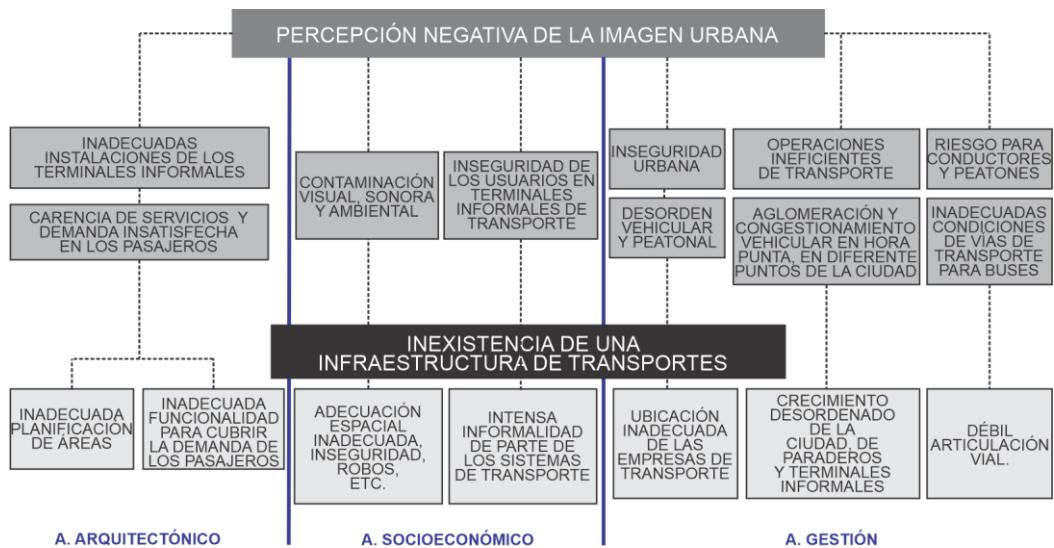 PERCEPCIÓN NEGATIVA DE LA IMAGEN URBANA
INADECUADAS
INSTALACIONES DE LOS
TERMINALES INFORMALES
CARENCIA DE SERVICIOS Y
DEMANDA INSATISFECHA
EN LOS PASAJEROS
CONTAMINACIÓN
VISUAL, SONORA
Y AMBIENTAL
INSEGURIDAD DE
LOS USUARIOS EN
TERMINALES
INFORMALES DE
TRANSPORTE
INSEGURIDAD
URBANA
DESORDEN
VEHICULAR
Y PEATONAL
OPERACIONES
INEFICIENTES
DE TRANSPORTE
AGLOMERACIÓN Y
CONGESTIONAMIENTO
VEHICULAR EN HORA
PUNTA, EN DIFERENTE
PUNTOS DE LA CIUDAD
RIESGO PARA
CONDUCTORES
Y PEATONES
INADECUADAS
CONDICIONES
DE VÍAS DE
TRANSPORTE
PARA BUSES
INEXISTENCIA DE UNA
INFRAESTRUCTURA DE TRANSPORTES
INADECUADA
PLANIFICACIÓN
DE ÁREAS
INADECUADA
FUNCIONALIDAD
PARA CUBRIR
LA DEMANDA DE
LOS PASAJEROS
ADECUACIÓN
ESPACIAL
INADECUADA,
INSEGURIDAD,
ROBOS,
ETC.
INTENSA
INFORMALIDAD
DE PARTE DE
LOS SISTEMAS
DE TRANSPORTE
UBICACIÓN
INADECUADA
DE LAS
EMPRESAS DE
TRANSPORTE
CRECIMIENTO
DESORDENADO
DE LA
CIUDAD, DE
PARADEROS
Y TERMINALES
INFORMALES
DÉBIL
ARTICULACIÓN
VIAL.
A. ARQUITECTÓNICO
A. SOCIOECONÓMICO
A. GESTIÓN